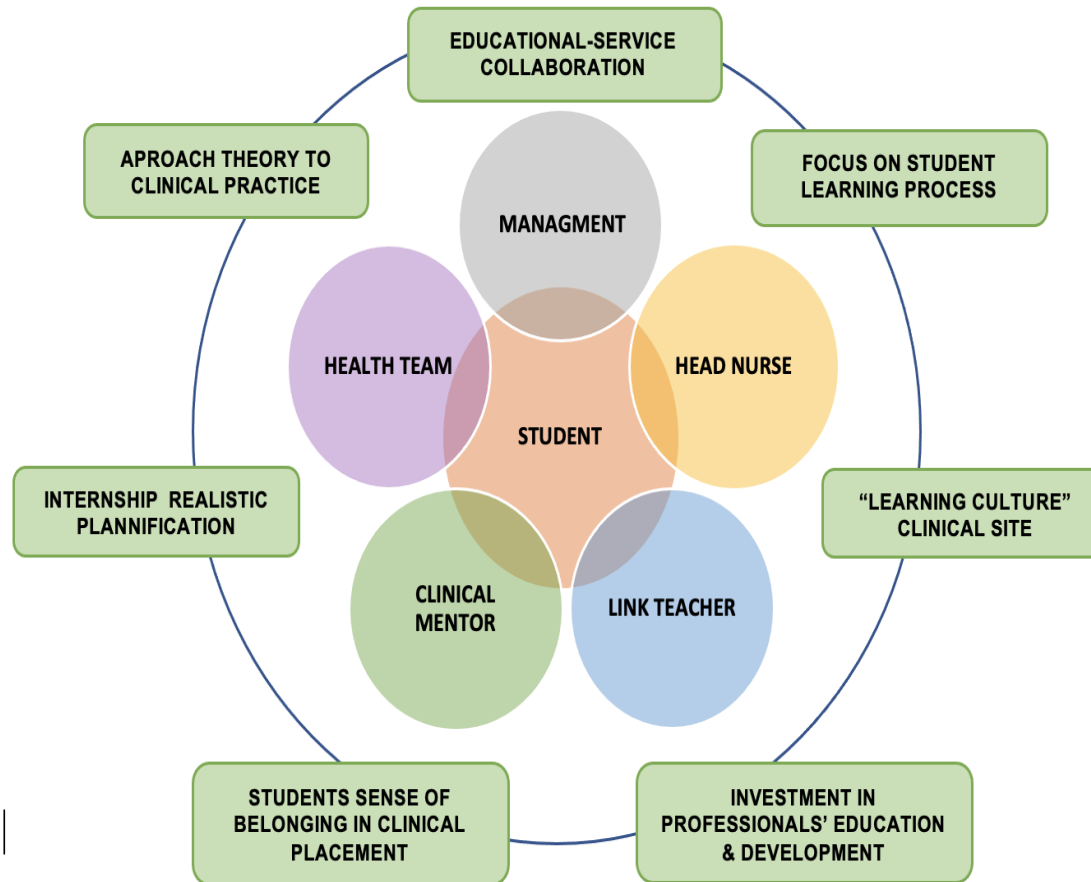 EDUCATIONAL-SERVICE
COLLABORATION
APROACH THEORY TO
CLINICAL PRACTICE
FOCUS ON STUDENT
LEARNING PROCESS
MANAGMENT
HEALTH TEAM
HEAD NURSE
STUDENT
INTERNSHIP REALISTIC
PLANNIFICATION
“LEARNING CULTURE”
CLINICAL SITE
CLINICAL
MENTOR
LINK TEACHER
STUDENTS SENSE OF
BELONGING IN CLINICAL
PLACEMENT
INVESTMENT IN
PROFESSIONALS’ EDUCATION
& DEVELOPMENT